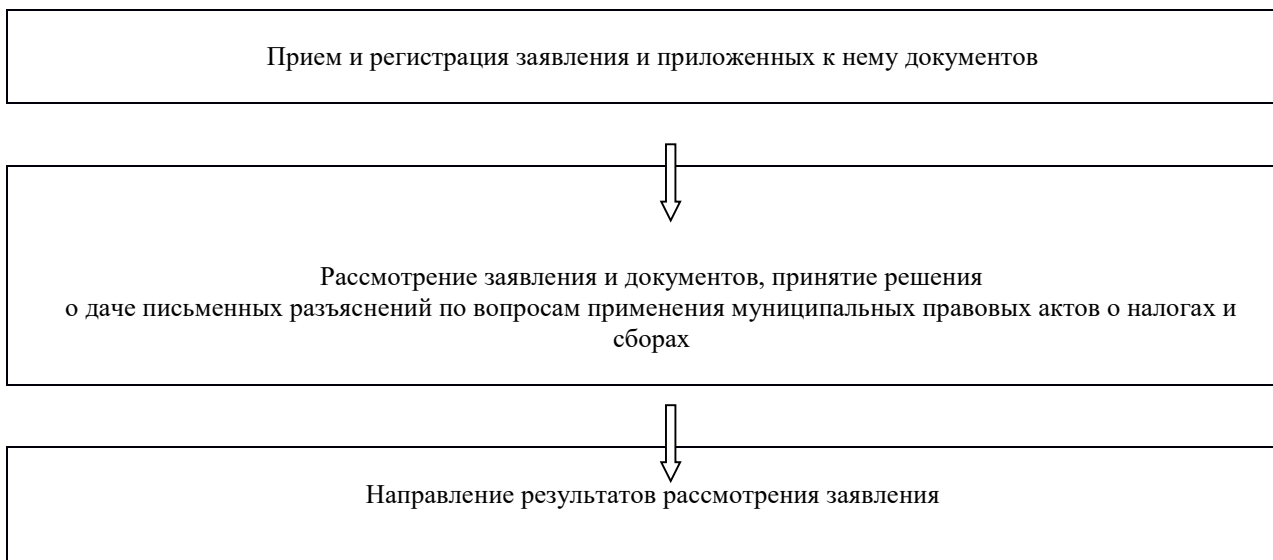 Прием и регистрация заявления и приложенных к нему документов
Рассмотрение заявления и документов, принятие решения
о даче письменных разъяснений по вопросам применения муниципальных правовых актов о налогах и
сборах
Направление результатов рассмотрения заявления